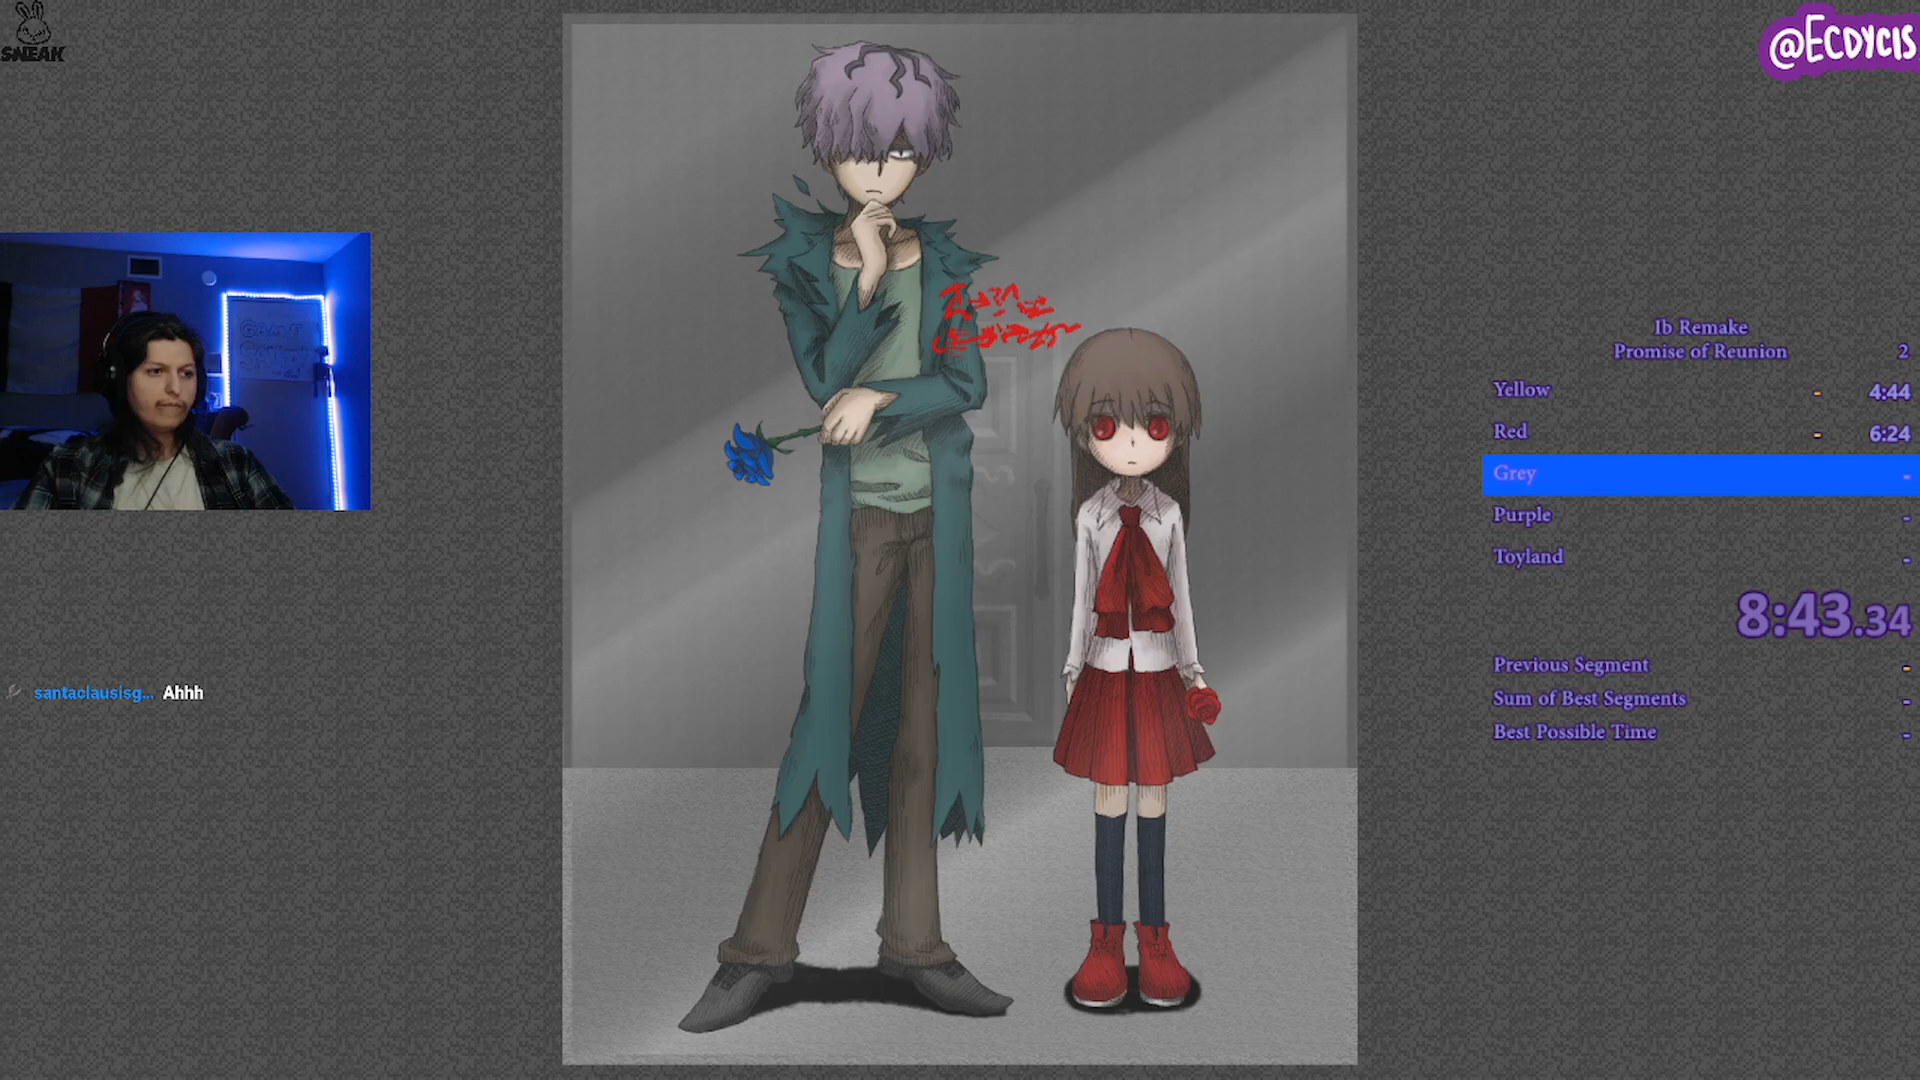 SNEAK
@ECDYCIS
Ib Remake
Promise of Reunion 2
Yellow - 4:44
Red - 6:24
Grey -
Purple -
Toyland -
8:43.34
Previous Segment -
Sum of Best Segments -
Best Possible Time -
santaclausisg... Ahhh